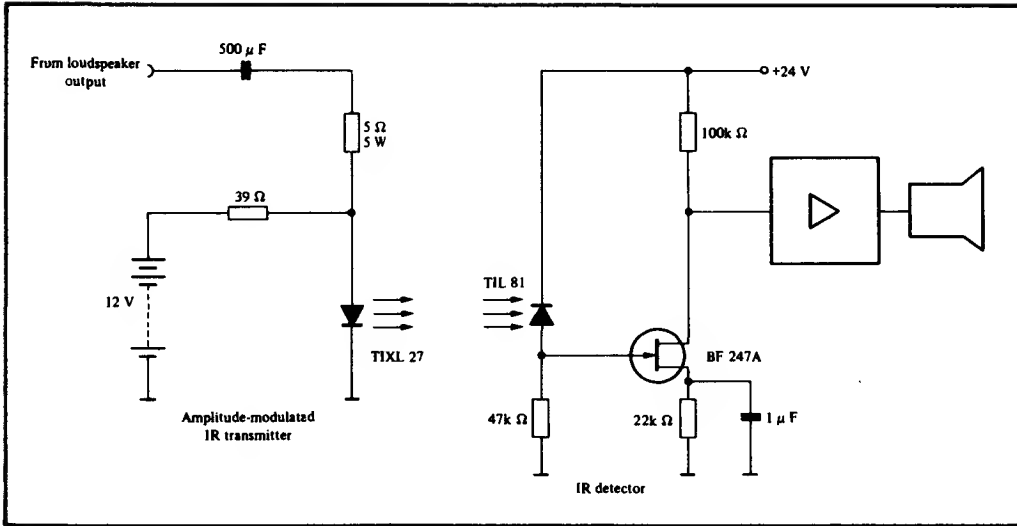 500 μ F
From loudspeaker
output
+24 V
5 Ω
5 W
100k Ω
39 Ω
TIL 81
12 V
TIXL 27
BF 247A
Amplitude-modulated
IR transmitter
47k Ω
22k Ω
1 μ F
IR detector